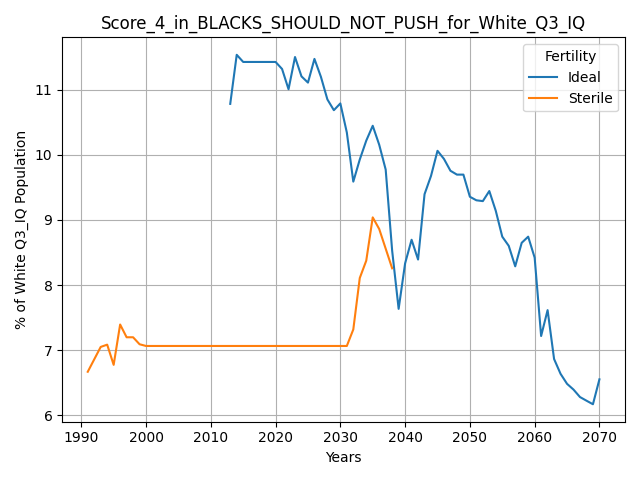 Score_4_in_BLACKS_SHOULD_NOT_PUSH_for_White_Q3_IQ
Fertility
Ideal
Sterile
% of White Q3_IQ Population
11
10
9
8
7
6
1990 2000 2010 2020 2030 2040 2050 2060 2070
Years